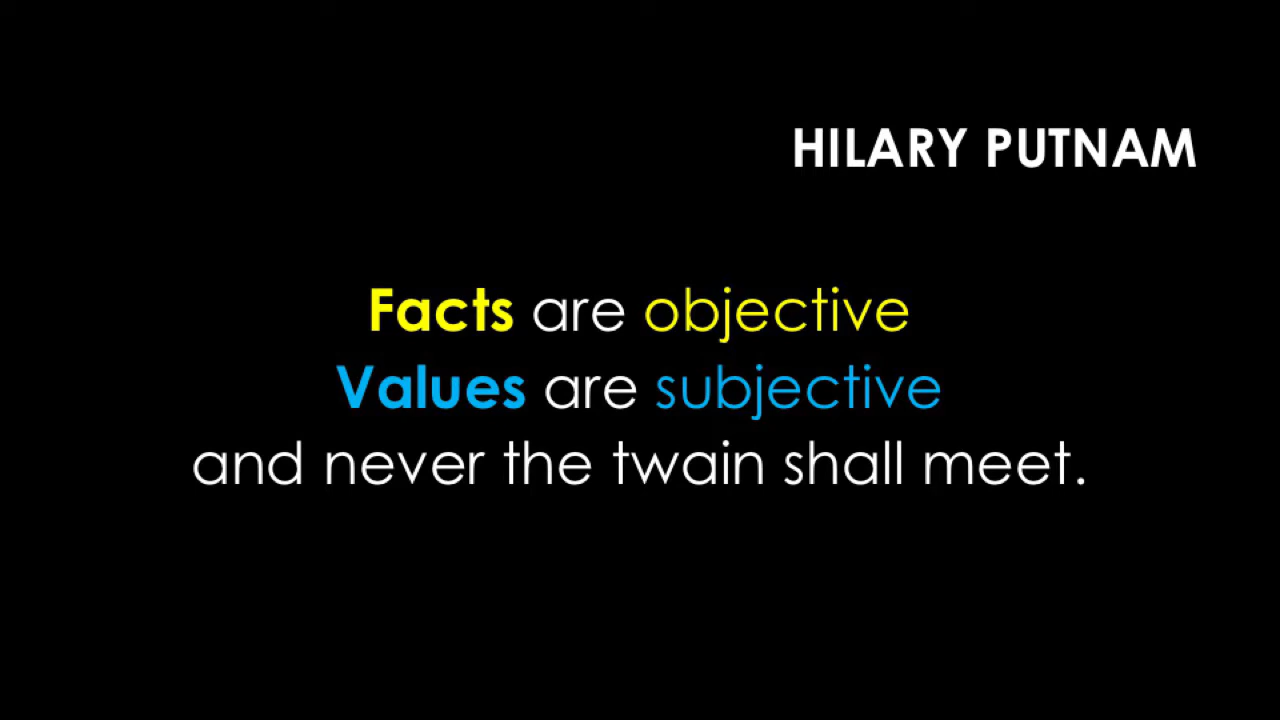 HILARY PUTNAM
Facts are objective
Values are subjective
and never the twain shall meet.